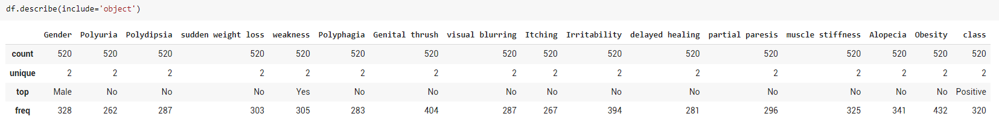 df.describe(include='object')
Gender Polyuria Polydipsia sudden weight loss weakness Polyphagia Genital thrush visual blurring Itching Irritability delayed healing partial paresis muscle stiffness Alopecia Obesity class
count 520 520 520 520 520 520 520 520 520 520 520 520 520 520 520 520
unique 2 2 2 2 2 2 2 2 2 2 2 2 2 2 2 2
top Male No No No Yes No No No No No No No No No No Positive
freq 328 262 287 303 305 283 404 287 267 394 281 296 325 341 432 320